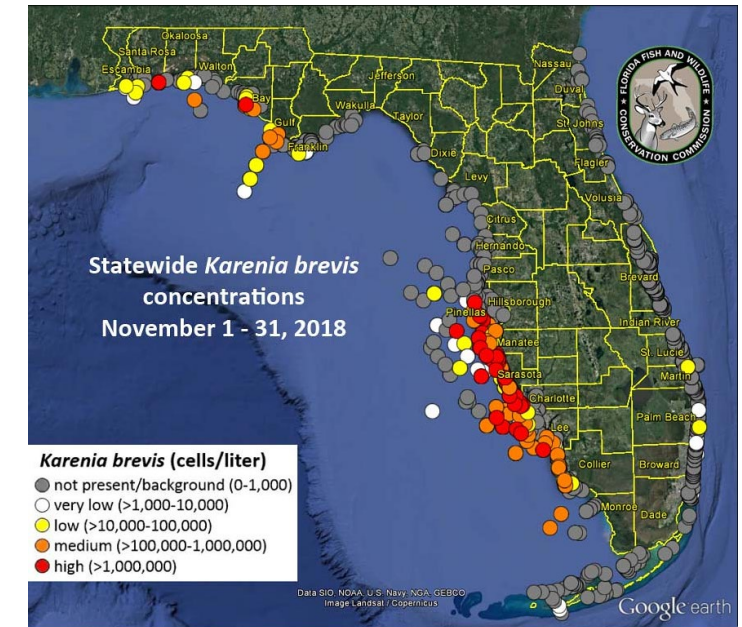 Okaloosa
Santa Rosa
Escambia
Walton
Bay
Jefferson
Nassau
Duval
Wakulla
Taylor
Gulf
Franklin
St. Johns
Dixie
Flagler
Levy
Volusia
Citrus
Hernando
Pasco
Brevard
Hillsborough
Pinellas
Indian River
Manatee
St. Lucie
Sarasota
Martin
Charlotte
Palm Beach
Lee
Collier
Broward
Monroe
Dade
FLORIDA FISH AND WILDLIFE
CONSERVATION COMMISSION
Statewide Karenia brevis
concentrations
November 1 - 31, 2018
Karenia brevis (cells/liter)
not present/background (0-1,000)
very low (>1,000-10,000)
low (>10,000-100,000)
medium (>100,000-1,000,000)
high (>1,000,000)
Data SIO, NOAA, U.S. Navy, NGA, GEBCO
Image Landsat / Copernicus
Google earth